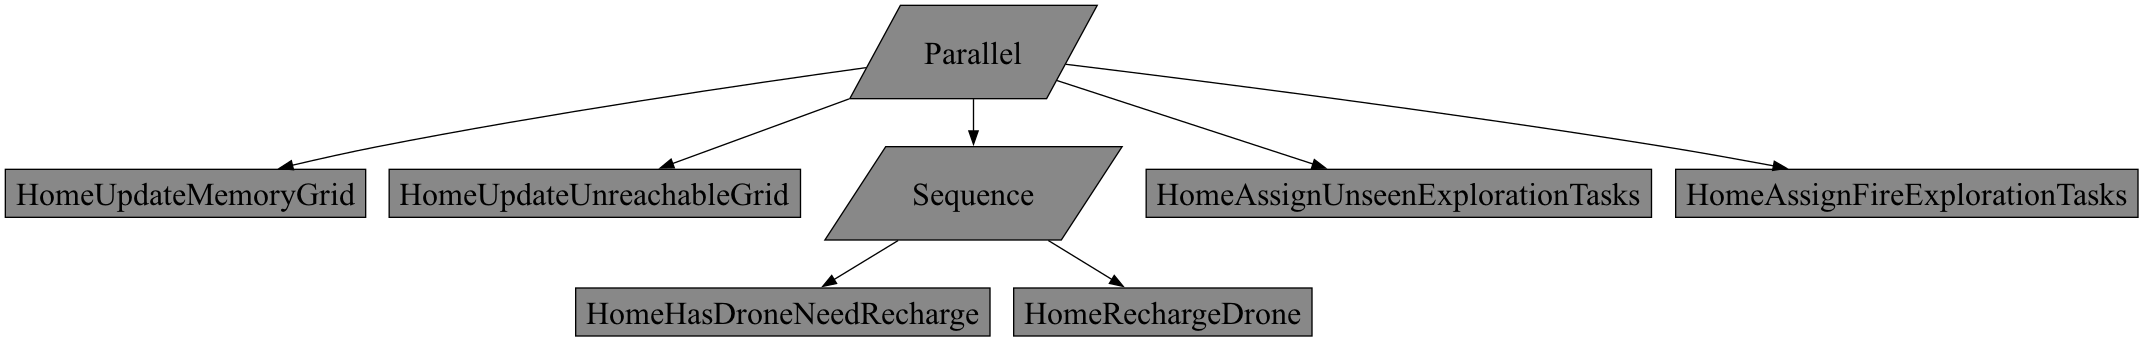 Parallel
HomeUpdateMemoryGrid
HomeUpdateUnreachableGrid
Sequence
HomeAssignUnseenExplorationTasks
HomeAssignFireExplorationTasks
HomeHasDroneNeedRecharge
HomeRechargeDrone